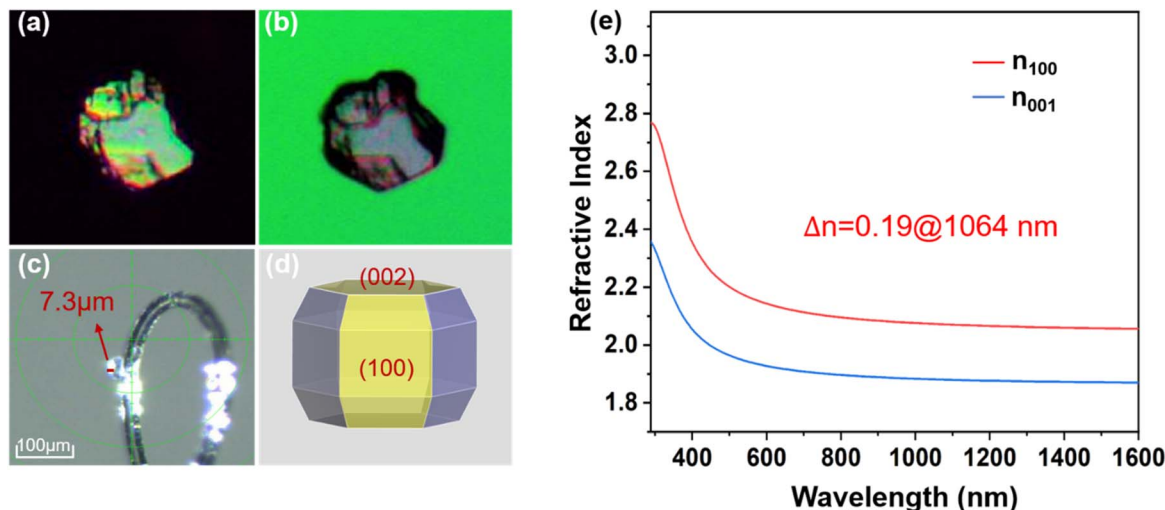 (a)
(b)
(c)
7.3μm
100μm
(d)
(002)
(100)
(e)
n₁₀₀
n₀₀₁
Δn=0.19@1064 nm
Refractive Index
3.0
2.8
2.6
2.4
2.2
2.0
1.8
400 600 800 1000 1200 1400 1600
Wavelength (nm)